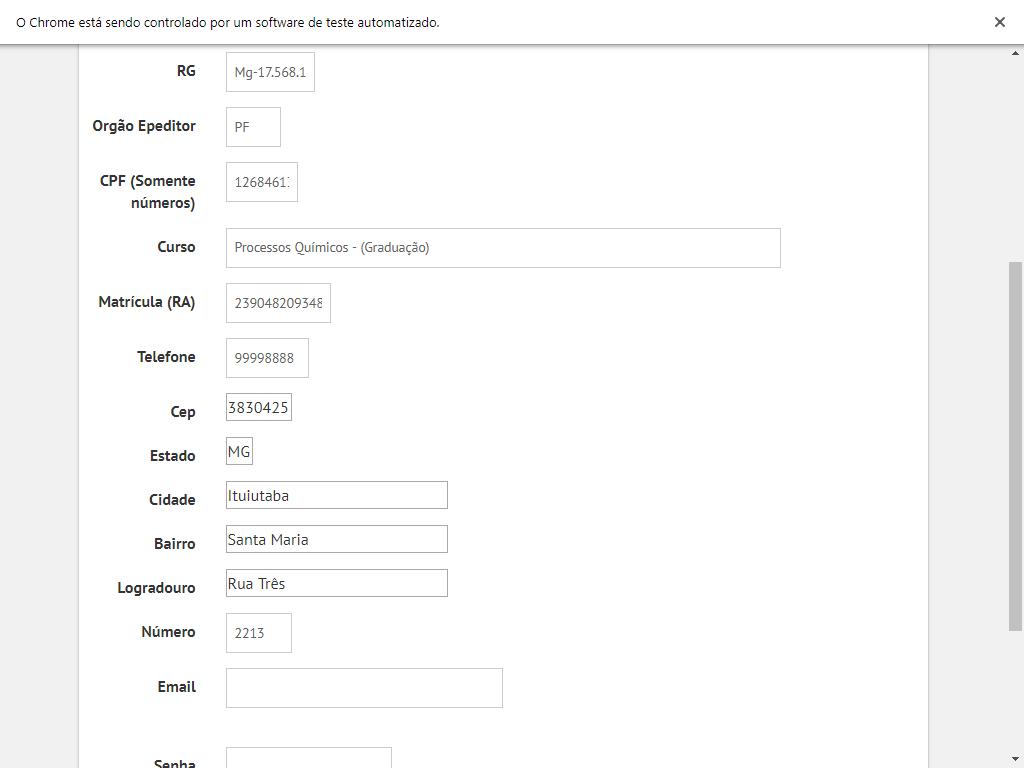 O Chrome está sendo controlado por um software de teste automatizado.
RG
Mg-17.568.1
Orgão Epeditor
PF
CPF (Somente
números)
1268461
Curso
Processos Químicos - (Graduação)
Matrícula (RA)
239048209348
Telefone
99998888
Cep
3830425
Estado
MG
Cidade
Ituiutaba
Bairro
Santa Maria
Logradouro
Rua Três
Número
2213
Email
Senha